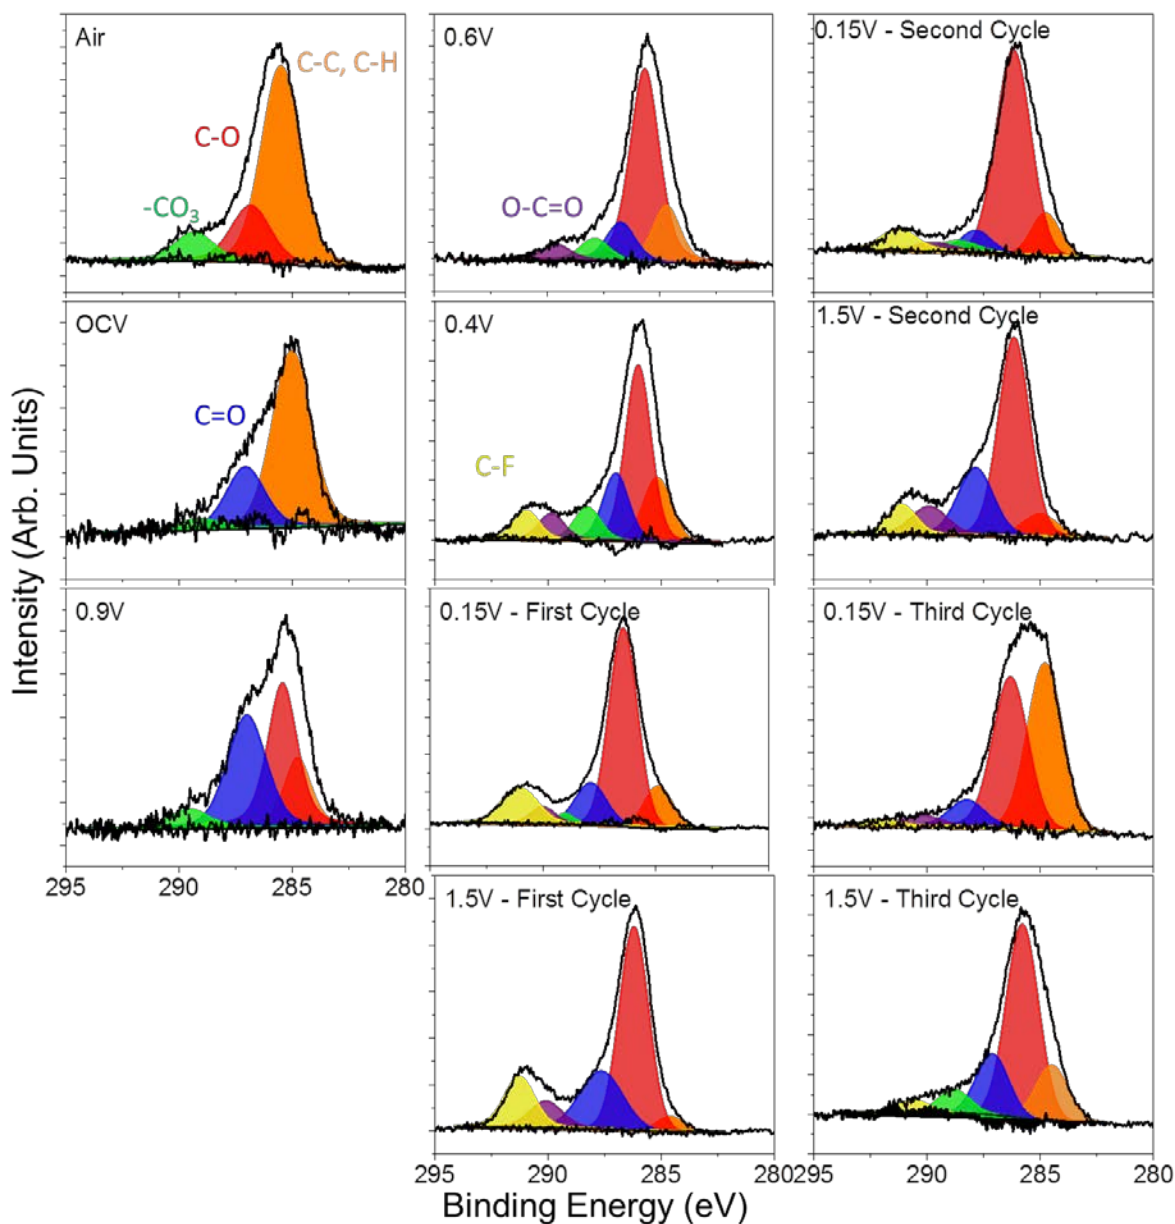 Air
C-C, C-H
C-O
-CO₃
0.6V
O-C=O
0.15V - Second Cycle
OCV
C=O
0.4V
C-F
1.5V - Second Cycle
0.9V
0.15V - First Cycle
0.15V - Third Cycle
295 290 285 280
1.5V - First Cycle
1.5V - Third Cycle
295 290 285 280
295 290 285 280
Intensity (Arb. Units)
Binding Energy (eV)